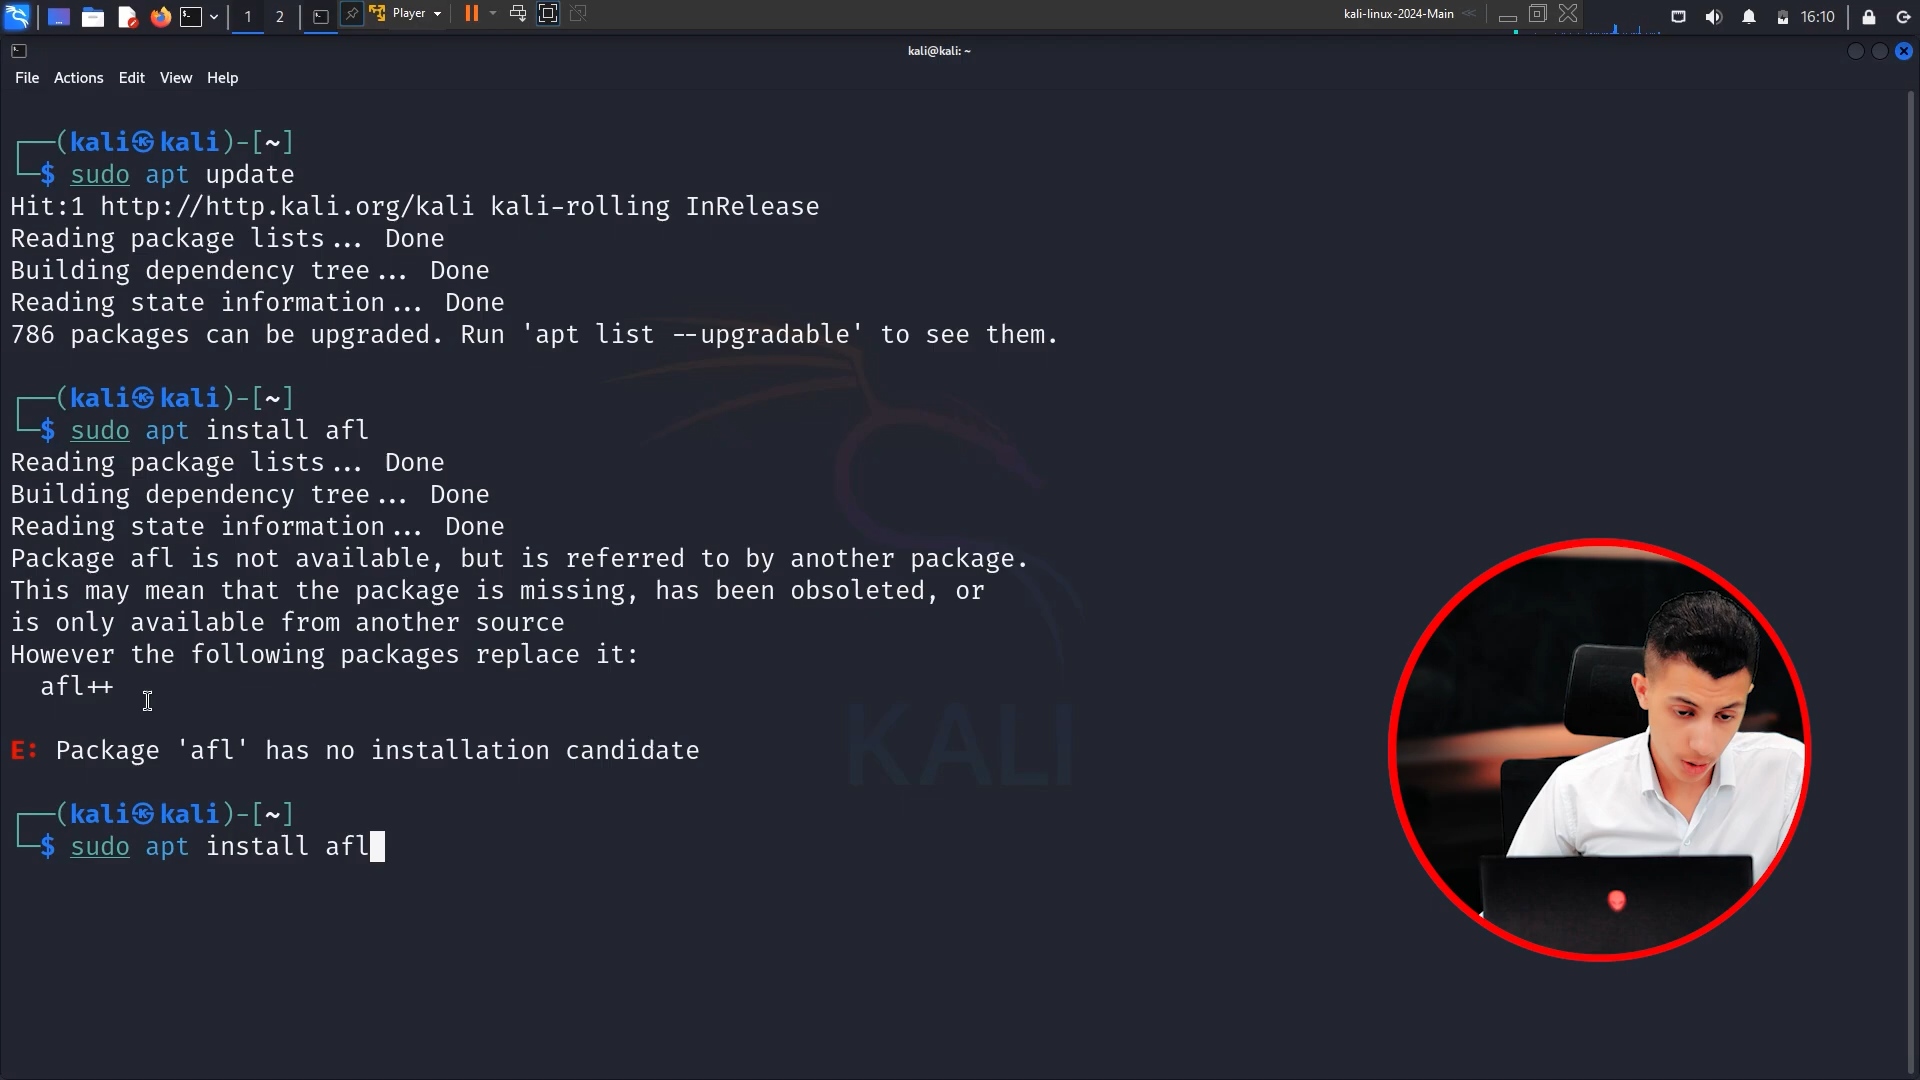 1
2
Player
kali-linux-2024-Main
16:10
kali@kali: ~
File Actions Edit View Help
┌──(kali㉿kali)-[~]
└─$ sudo apt update
Hit:1 http://http.kali.org/kali kali-rolling InRelease
Reading package lists... Done
Building dependency tree... Done
Reading state information... Done
786 packages can be upgraded. Run 'apt list --upgradable' to see them.
┌──(kali㉿kali)-[~]
└─$ sudo apt install afl
Reading package lists... Done
Building dependency tree... Done
Reading state information... Done
Package afl is not available, but is referred to by another package.
This may mean that the package is missing, has been obsoleted, or
is only available from another source
However the following packages replace it:
afl++
E: Package 'afl' has no installation candidate
KALI
┌──(kali㉿kali)-[~]
└─$ sudo apt install afl